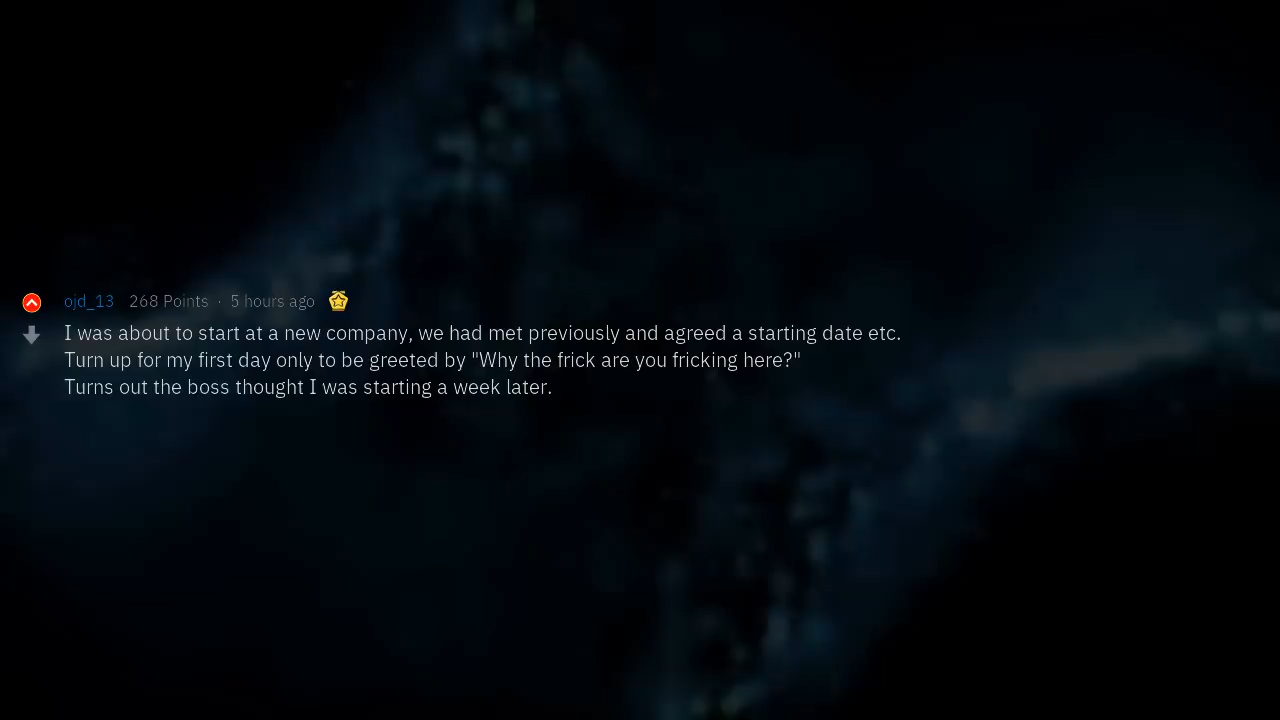 ojd_13 268 Points · 5 hours ago
I was about to start at a new company, we had met previously and agreed a starting date etc.
Turn up for my first day only to be greeted by "Why the frick are you fricking here?"
Turns out the boss thought I was starting a week later.